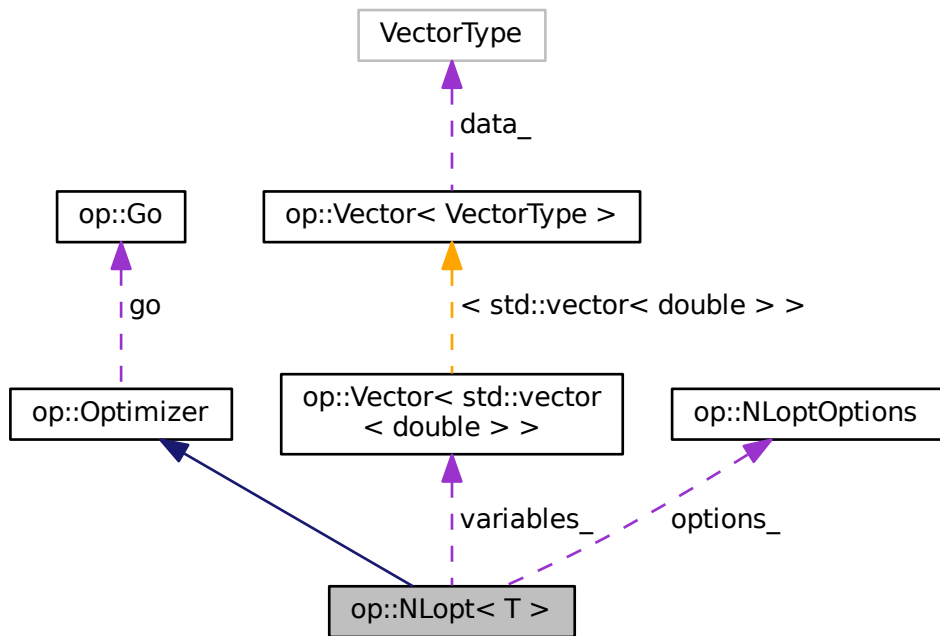 VectorType
data_
op::Go
op::Vector< VectorType >
go
< std::vector< double > >
op::Optimizer
op::Vector< std::vector
< double > >
op::NLoptOptions
variables_
options_
op::NLopt< T >